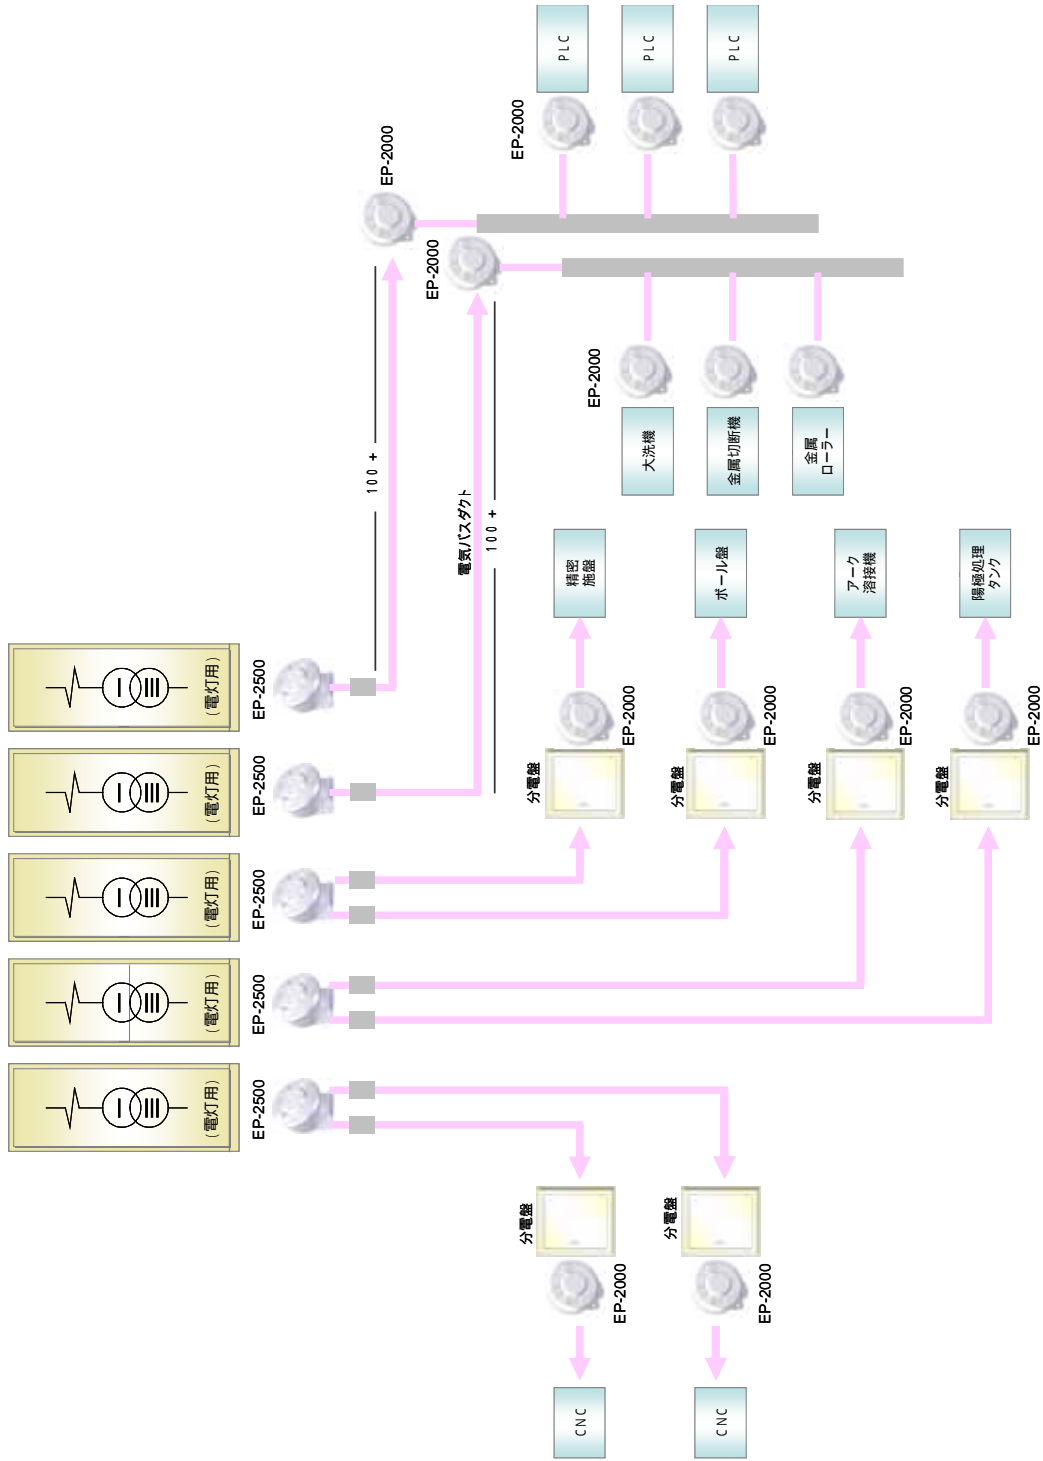 (電灯用)
(電灯用)
(電灯用)
(電灯用)
(電灯用)
EP-2500
EP-2500
EP-2500
EP-2500
EP-2500
100 +
EP-2000
EP-2000
電気バスダクト
100 +
EP-2000
PLC
PLC
PLC
EP-2000
大洗機
金属切断機
金属
ローラー
分電盤
EP-2000
精密
施盤
分電盤
EP-2000
ボール盤
分電盤
EP-2000
アーク
溶接機
分電盤
EP-2000
陽極処理
タンク
分電盤
EP-2000
CNC
分電盤
EP-2000
CNC